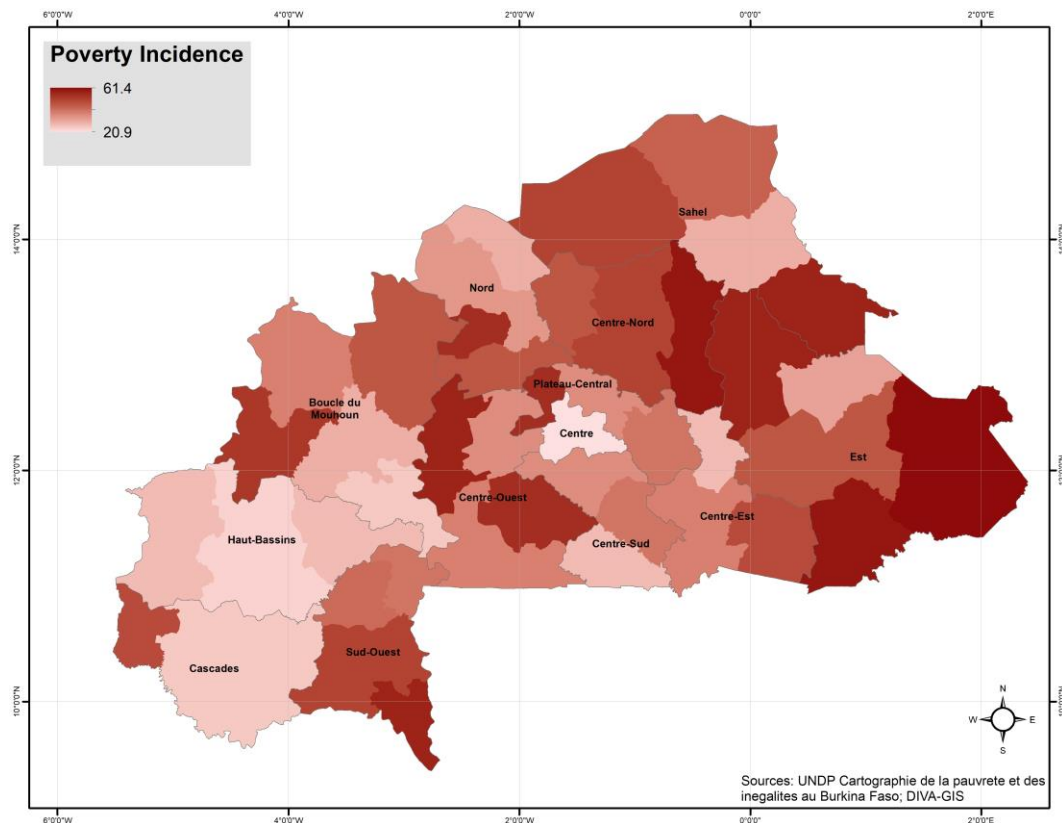 6°0'0"W 4°0'0"W 2°0'0"W 0°0'0" 2°0'0"E
Poverty Incidence
61.4
20.9
Sahel
14°0'0"N
Nord
Centre-Nord
Plateau-Central
Boucle du
Mouhoun
Centre
Est
12°0'0"N
Centre-Ouest
Centre-Est
Haut-Bassins
Centre-Sud
Sud-Ouest
Cascades
10°0'0"N
N
W E
S
Sources: UNDP Cartographie de la pauvrete et des
inegalites au Burkina Faso; DIVA-GIS
6°0'0"W 4°0'0"W 2°0'0"W 0°0'0" 2°0'0"E